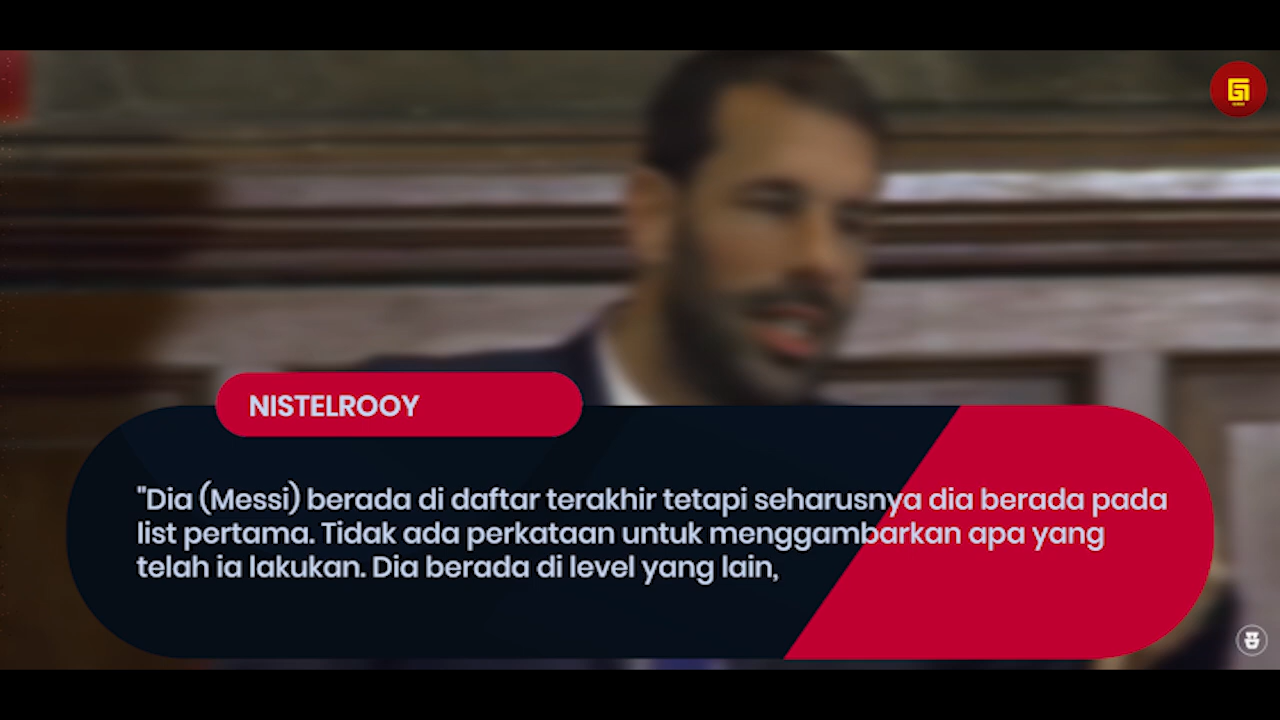 NISTELROOY
"Dia (Messi) berada di daftar terakhir tetapi seharusnya dia berada pada
list pertama. Tidak ada perkataan untuk menggambarkan apa yang
telah ia lakukan. Dia berada di level yang lain,